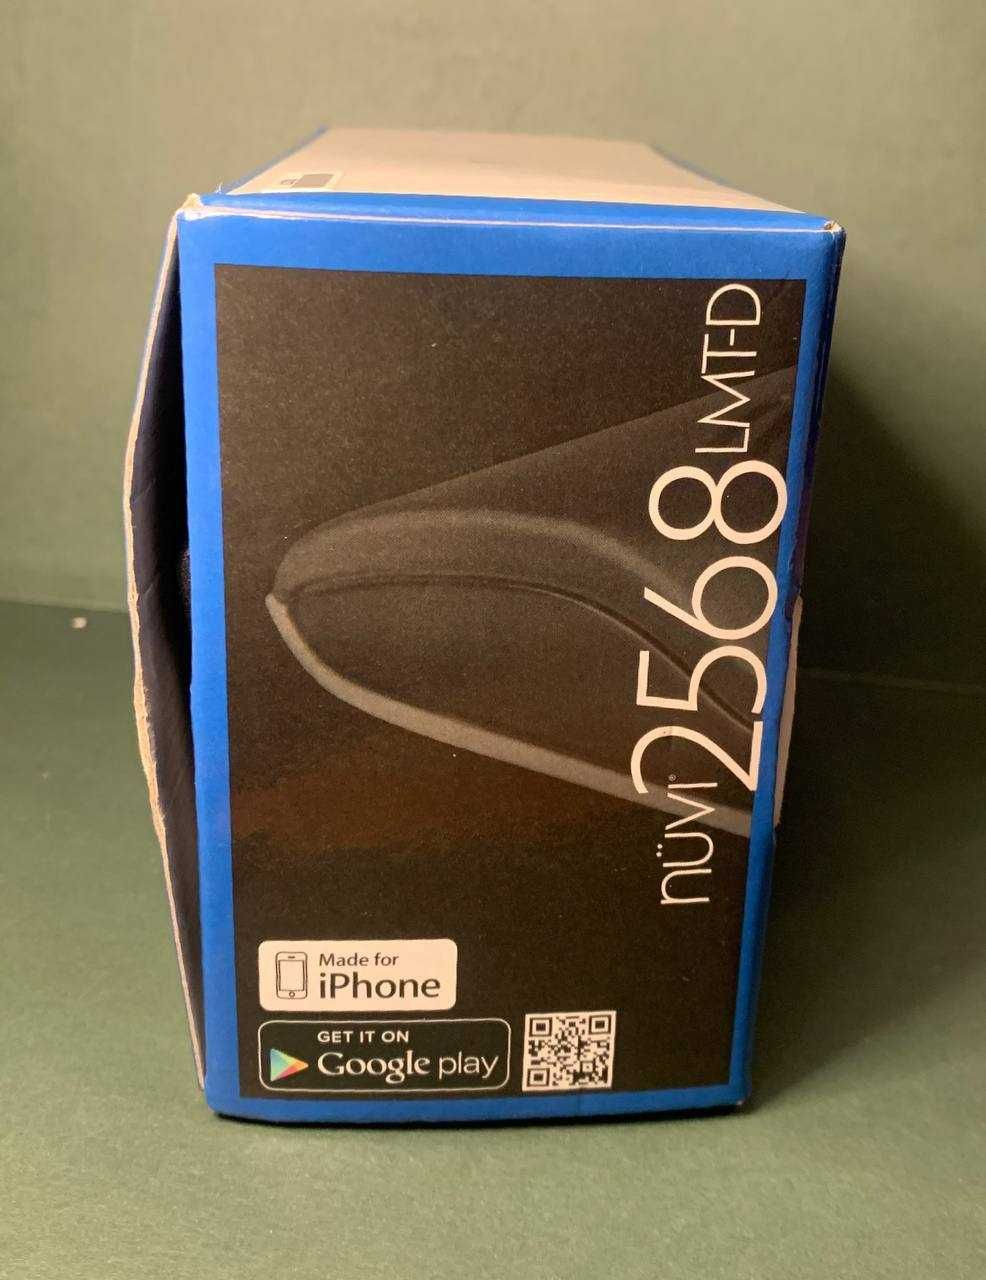 nüvi® 2568 LMT-D
Made for
iPhone
GET IT ON
Google play